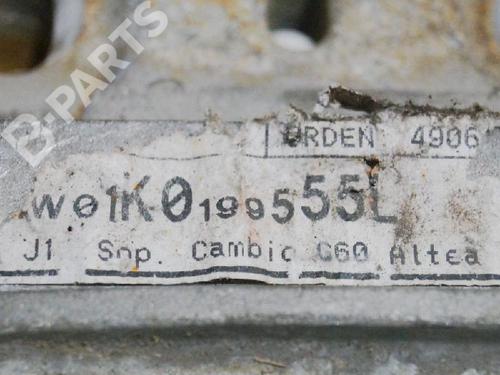 B-PARTS
ORDEN 4906
W01K0199555L
J1 Sop. Cambio G60 Altea